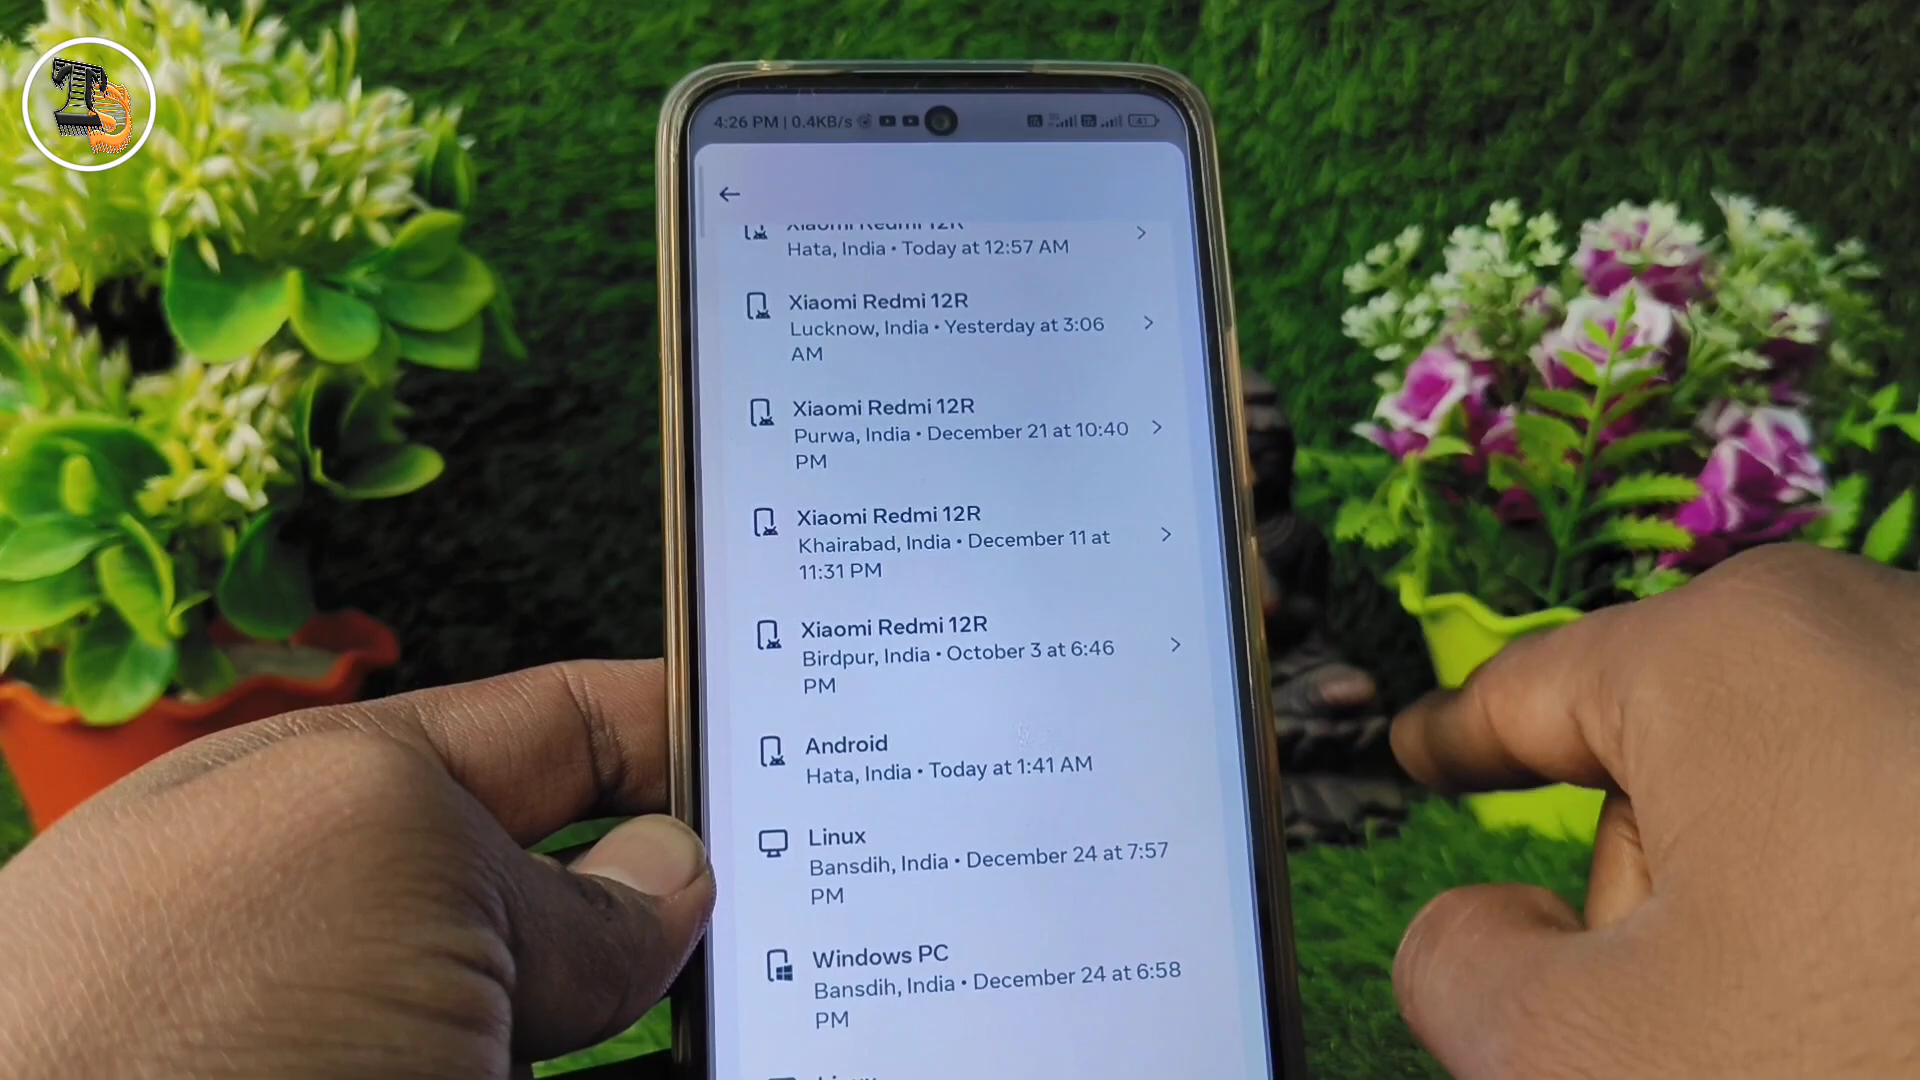 4:26 PM | 0.4KB/s
41
Xiaomi Redmi 12R
Hata, India • Today at 12:57 AM
Xiaomi Redmi 12R
Lucknow, India • Yesterday at 3:06
AM
Xiaomi Redmi 12R
Purwa, India • December 21 at 10:40
PM
Xiaomi Redmi 12R
Khairabad, India • December 11 at
11:31 PM
Xiaomi Redmi 12R
Birdpur, India • October 3 at 6:46
PM
Android
Hata, India • Today at 1:41 AM
Linux
Bansdih, India • December 24 at 7:57
PM
Windows PC
Bansdih, India • December 24 at 6:58
PM